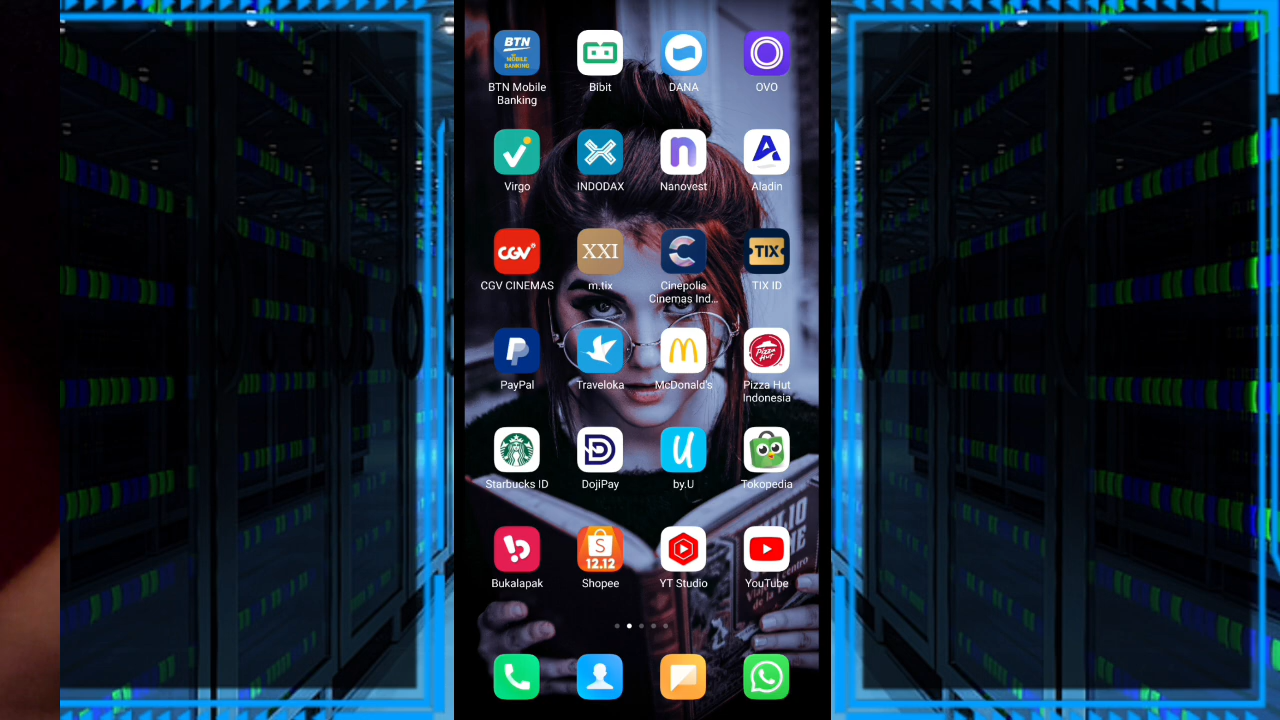 BTN
MOBILE
BANKING
BTN Mobile
Banking
Bibit
DANA
OVO
Virgo
INDODAX
n
Nanovest
A
Aladin
CGV
CGV CINEMAS
XXI
m.tix
C
Cinepolis
Cinemas Ind...
TIX
TIX ID
P
PayPal
Traveloka
McDonald's
Pizza
Hut
Pizza Hut
Indonesia
Starbucks ID
D
DojiPay
U
by.U
Tokopedia
Bukalapak
S
12.12
Shopee
YT Studio
YouTube